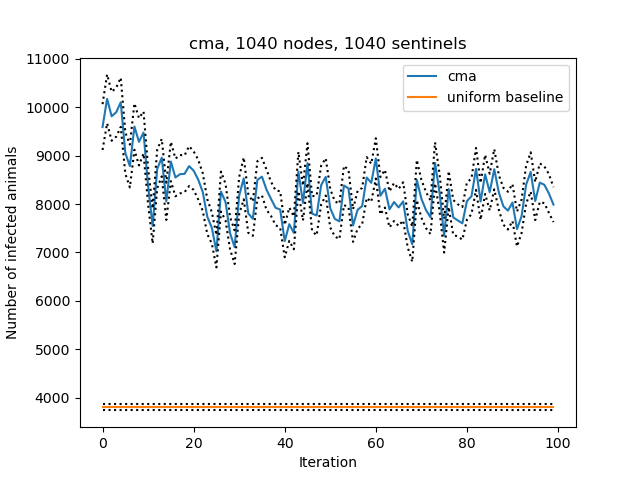 cma, 1040 nodes, 1040 sentinels
cma
uniform baseline
Number of infected animals
11000
10000
9000
8000
7000
6000
5000
4000
0 20 40 60 80 100
Iteration